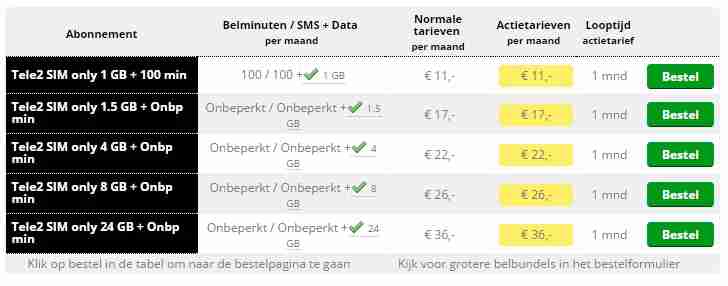 Abonnement Belminuten / SMS + Data per maand Normale tarieven per maand Actietarieven per maand Looptijd actietarief
Tele2 SIM only 1 GB + 100 min 100 / 100 + 1 GB € 11,- € 11,- 1 mnd Bestel
Tele2 SIM only 1.5 GB + Onbp min Onbeperkt / Onbeperkt + 1.5 GB € 17,- € 17,- 1 mnd Bestel
Tele2 SIM only 4 GB + Onbp min Onbeperkt / Onbeperkt + 4 GB € 22,- € 22,- 1 mnd Bestel
Tele2 SIM only 8 GB + Onbp min Onbeperkt / Onbeperkt + 8 GB € 26,- € 26,- 1 mnd Bestel
Tele2 SIM only 24 GB + Onbp min Onbeperkt / Onbeperkt + 24 GB € 36,- € 36,- 1 mnd Bestel
Klik op bestel in de tabel om naar de bestelpagina te gaan Kijk voor grotere belbundels in het bestelformulier